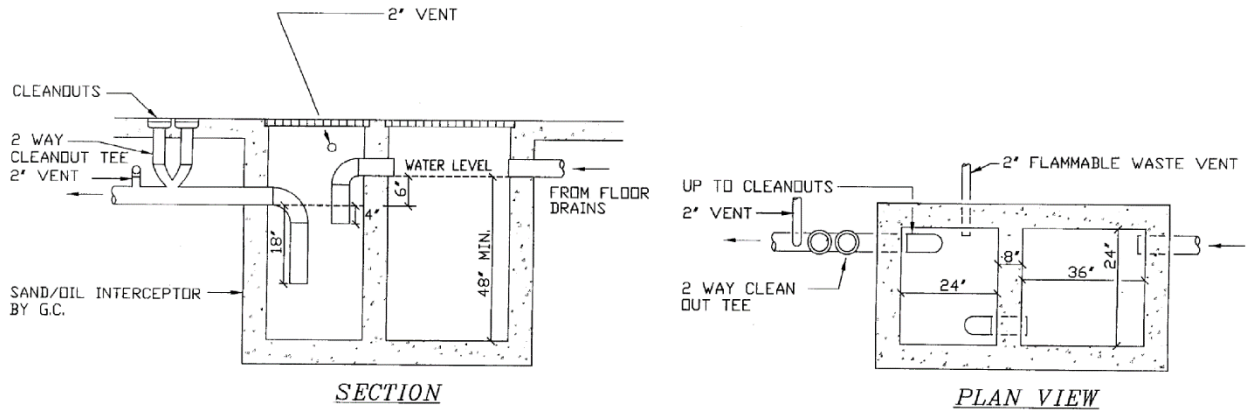 2" VENT
CLEANOUTS
2 WAY
CLEANOUT TEE
2" VENT
WATER LEVEL
6"
4"
18"
48" MIN.
FROM FLOOR
DRAINS
SAND/OIL INTERCEPTOR
BY G.C.
SECTION
2" FLAMMABLE WASTE VENT
UP TO CLEANOUTS
2" VENT
8"
24"
36"
24"
2 WAY CLEAN
OUT TEE
PLAN VIEW